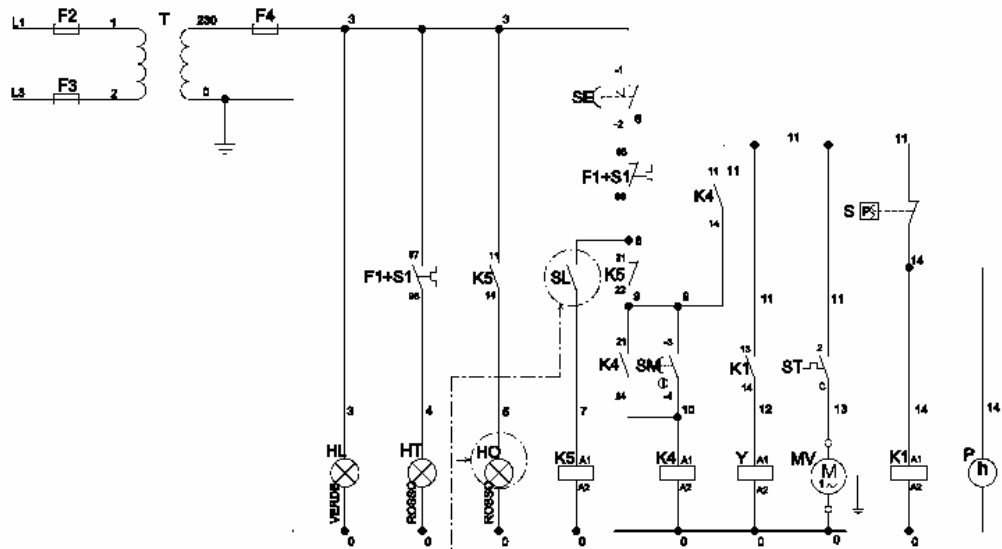 L1 F2 1 T 230 F4 3 3 3
L3 F3 2 0
-1
SE
-2 6
95
F1+S1
96
11 11 11 11
K4
14
S P
8
97 11 21 14
F1+S1 K5 SL K5
98 14 22
9 9
11 11
21 -3 13 2
K4 SM K1 ST
-4 14 C
3 4 5 7 10 12 13 14 14
HL HT HO K5 A1 K4 A1 Y A1 MV M K1 A1 P h
1~
A2 A2 A2 A2
VERDE ROSSO ROSSO
0 0 0 0 0 0 0 0